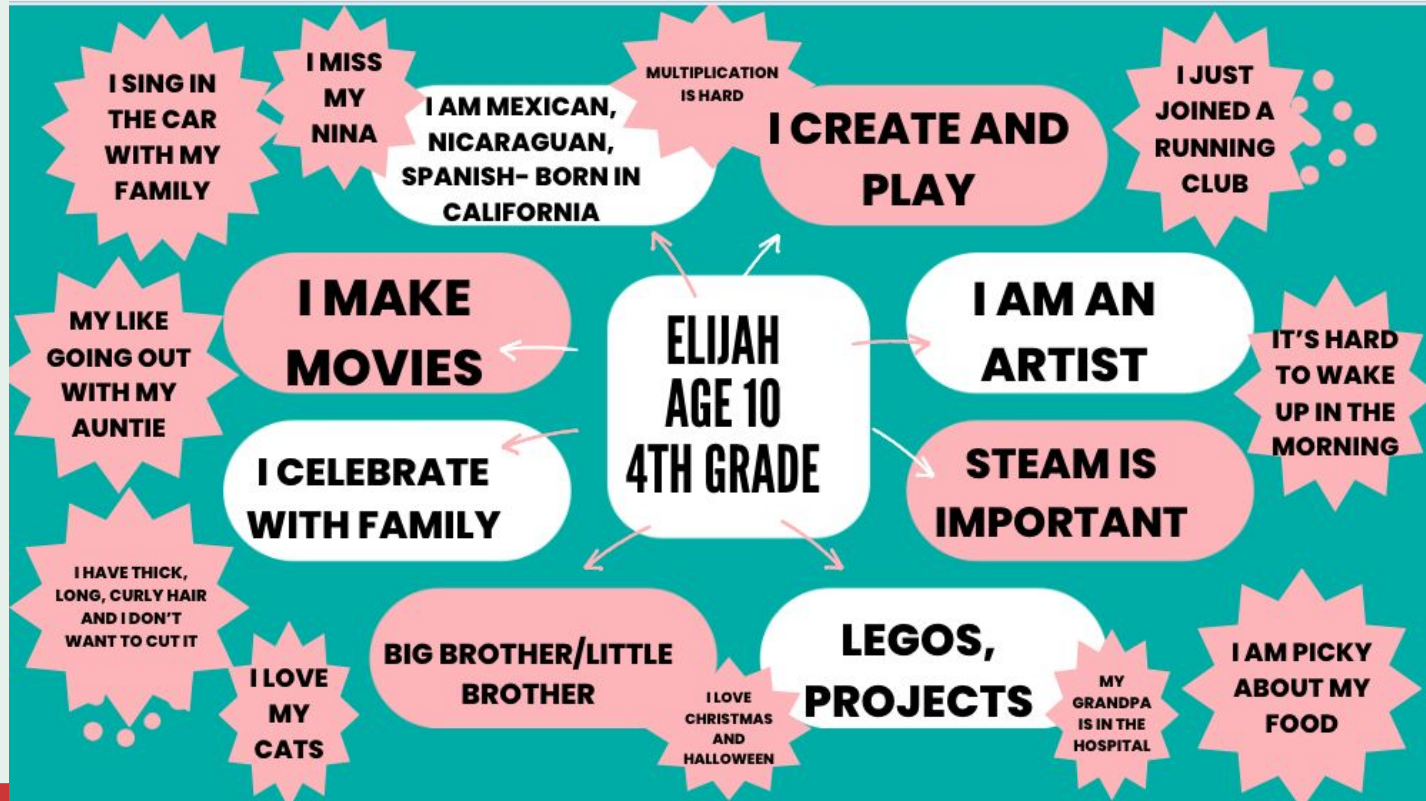 I SING IN
THE CAR
WITH MY
FAMILY
I MISS
MY
NINA
I AM MEXICAN,
NICARAGUAN,
SPANISH- BORN IN
CALIFORNIA
MULTIPLICATION
IS HARD
I CREATE AND
PLAY
I JUST
JOINED A
RUNNING
CLUB
MY LIKE
GOING OUT
WITH MY
AUNTIE
I MAKE
MOVIES
ELIJAH
AGE 10
4TH GRADE
I AM AN
ARTIST
IT'S HARD
TO WAKE
UP IN THE
MORNING
I CELEBRATE
WITH FAMILY
STEAM IS
IMPORTANT
I HAVE THICK,
LONG, CURLY HAIR
AND I DON'T
WANT TO CUT IT
I LOVE
MY
CATS
BIG BROTHER/LITTLE
BROTHER
I LOVE
CHRISTMAS
AND
HALLOWEEN
LEGOS,
PROJECTS
MY
GRANDPA
IS IN THE
HOSPITAL
I AM PICKY
ABOUT MY
FOOD